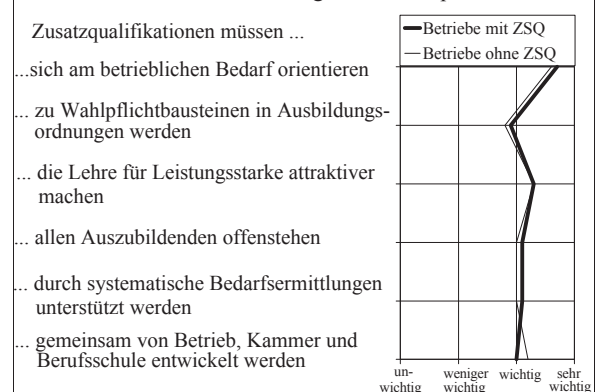 Zusatzqualifikationen müssen ...
Betriebe mit ZSQ
Betriebe ohne ZSQ
...sich am betrieblichen Bedarf orientieren
... zu Wahlpflichtbausteinen in Ausbildungs-
ordnungen werden
... die Lehre für Leistungsstarke attraktiver
machen
... allen Auszubildenden offenstehen
... durch systematische Bedarfsermittlungen
unterstützt werden
... gemeinsam von Betrieb, Kammer und
Berufsschule entwickelt werden
un-
wichtig
weniger
wichtig
wichtig
sehr
wichtig